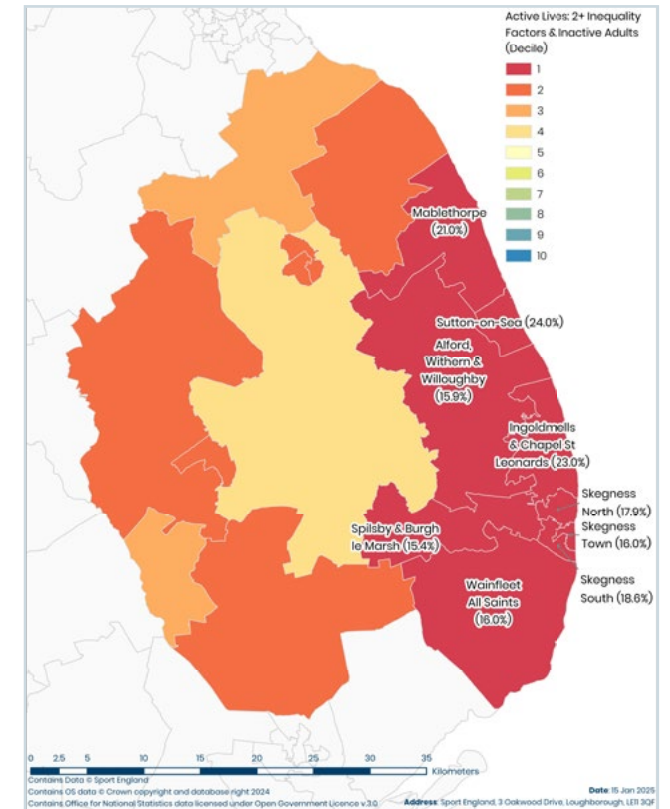 Active Lives: 2+ Inequality
Factors & Inactive Adults
(Decile)
1
2
3
4
5
6
7
8
9
10
Mablethorpe
(21.0%)
Sutton-on-Sea (24.0%)
Alford,
Withern &
Willoughby
(15.9%)
Ingoldmells
& Chapel St
Leonards (23.0%)
Skegness
North (17.9%)
Skegness
Town (16.0%)
Spilsby & Burgh
le Marsh (15.4%)
Skegness
South (18.6%)
Wainfleet
All Saints
(16.0%)
0 2.5 5 10 15 20 25 30 35
Kilometers
Contains Data © Sport England
Contains OS data © Crown copyright and database right 2024
Contains Office for National Statistics data licensed under Open Government Licence v.3.0
Date: 15 Jan 2025
Address: Sport England, 3 Oakwood Drive, Loughborough, LE11 3QF